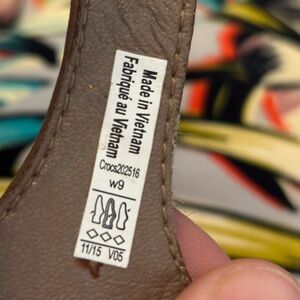 Made in Vietnam
Fabriqué au Vietnam
Crocs202516
W9
11/15 V05